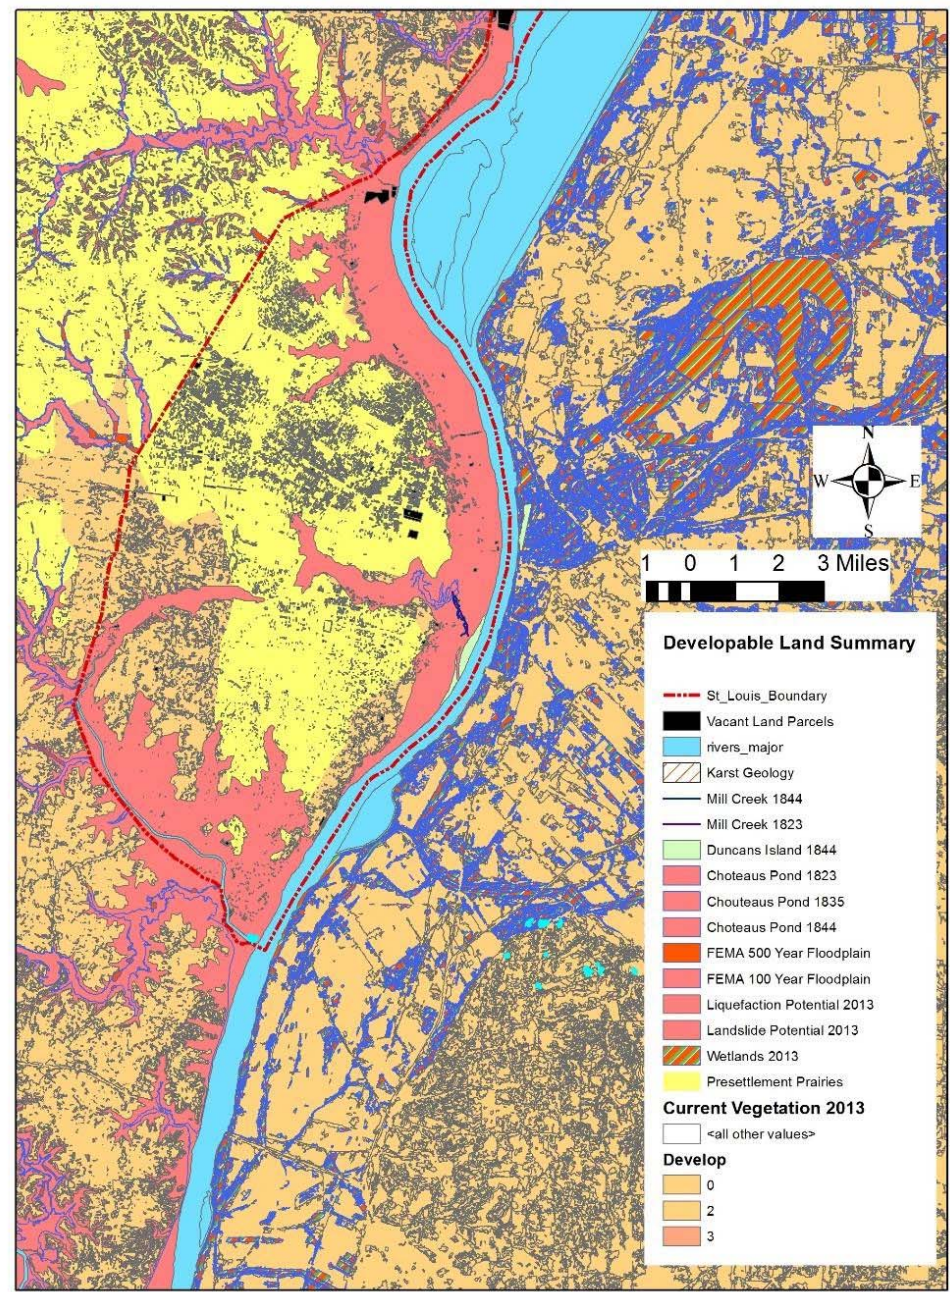 N
W E
S
1 0 1 2 3 Miles
Developable Land Summary
St_Louis_Boundary
Vacant Land Parcels
rivers_major
Karst Geology
Mill Creek 1844
Mill Creek 1823
Duncans Island 1844
Choteaus Pond 1823
Chouteaus Pond 1835
Choteaus Pond 1844
FEMA 500 Year Floodplain
FEMA 100 Year Floodplain
Liquefaction Potential 2013
Landslide Potential 2013
Wetlands 2013
Presettlement Prairies
Current Vegetation 2013
<all other values>
Develop
0
2
3